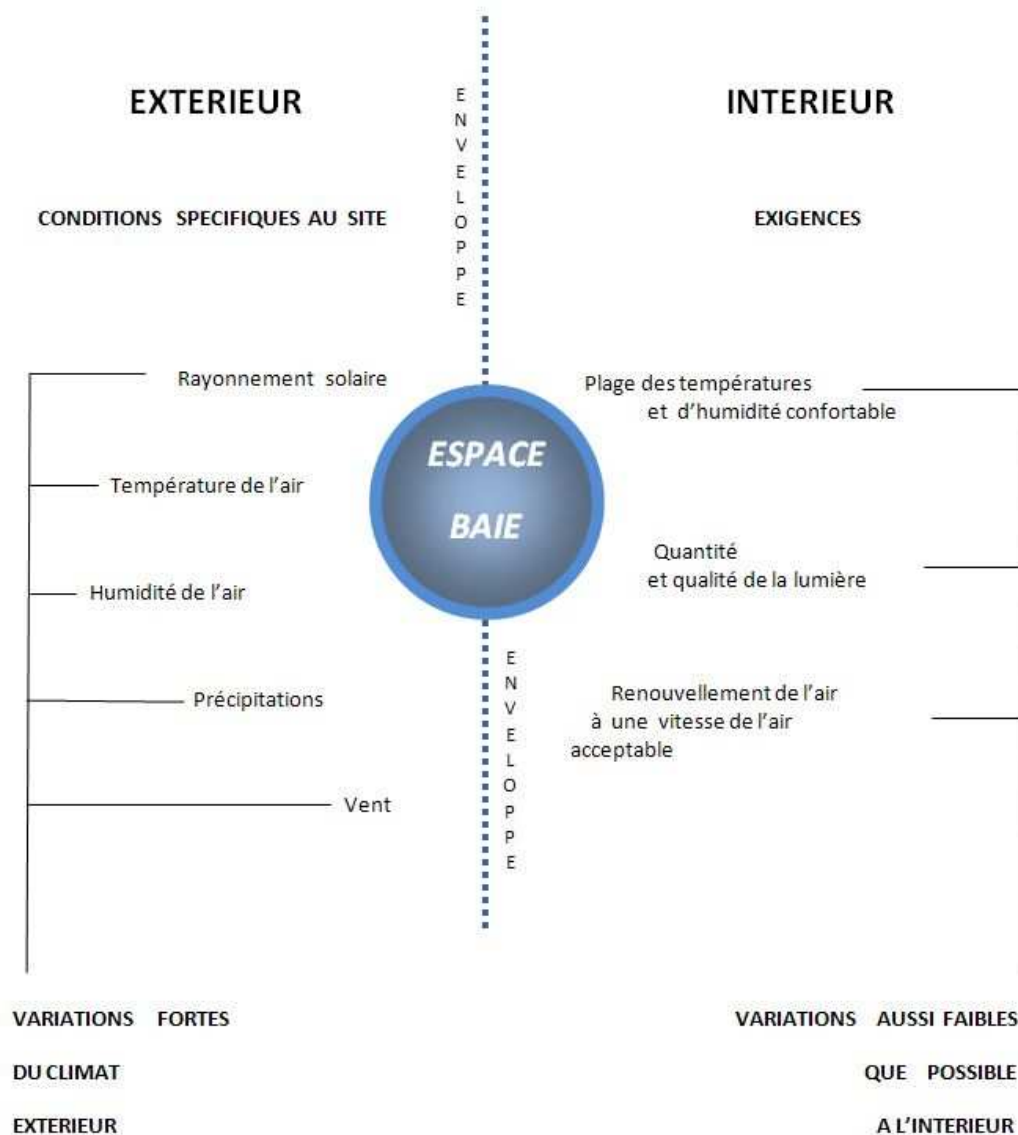 EXTERIEUR
INTERIEUR
ENVELOPPE
CONDITIONS SPECIFIQUES AU SITE
EXIGENCES
Rayonnement solaire
Température de l'air
Humidité de l'air
Précipitations
Vent
ESPACE
BAIE
Plage des températures
et d'humidité confortable
Quantité
et qualité de la lumière
Renouvellement de l'air
à une vitesse de l'air
acceptable
ENVELOPPE
VARIATIONS FORTES
DU CLIMAT
EXTERIEUR
VARIATIONS AUSSI FAIBLES
QUE POSSIBLE
A L'INTERIEUR